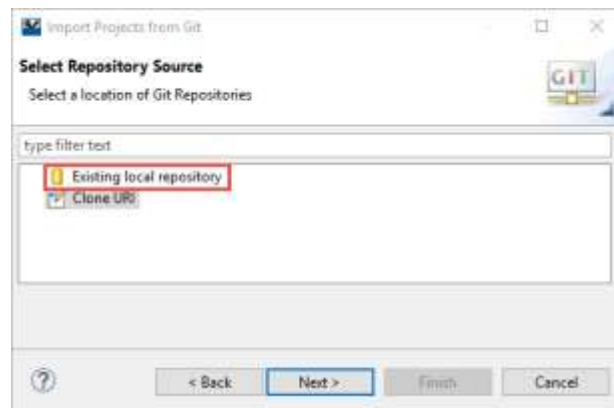 Import Projects from Git
Select Repository Source
Select a location of Git Repositories
GIT
type filter text
Existing local repository
Clone URI
< Back
Next >
Finish
Cancel